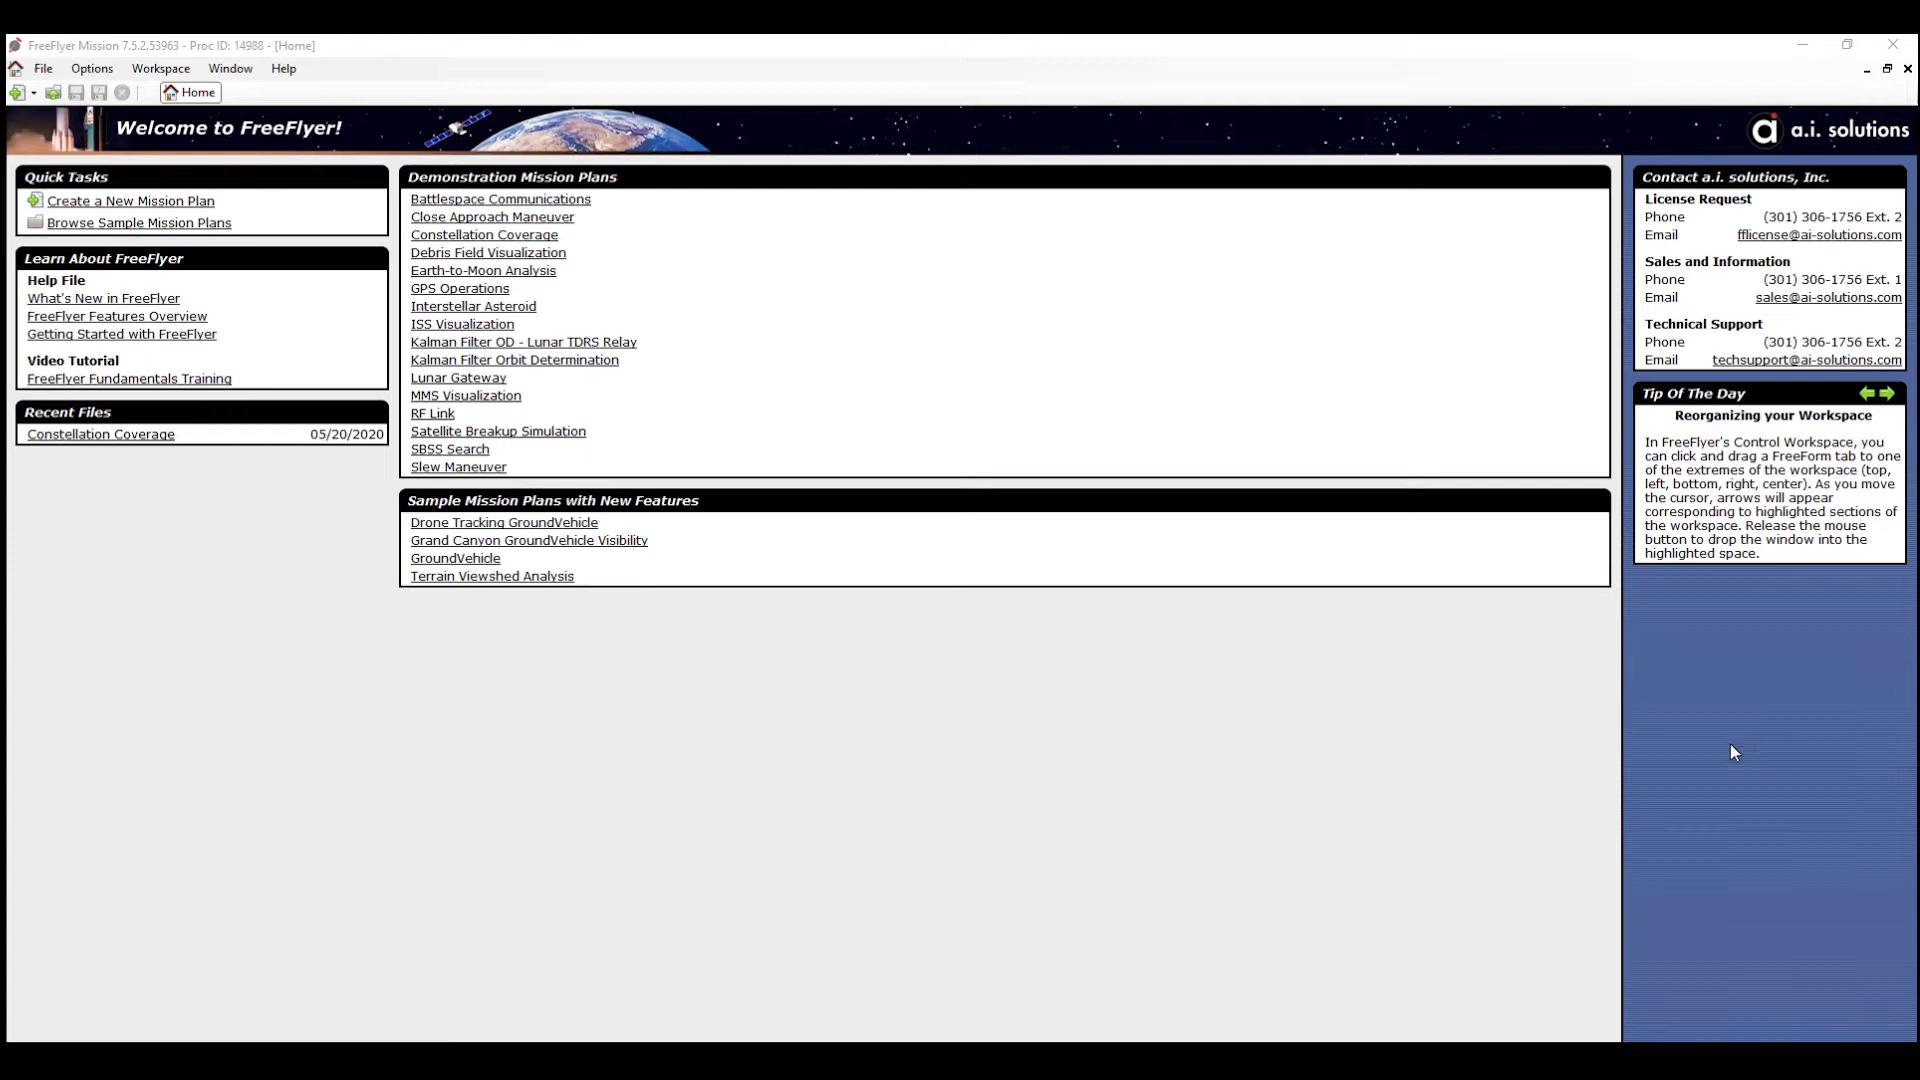 FreeFlyer Mission 7.5.2.53963 - Proc ID: 14988 - [Home]
File Options Workspace Window Help
Home
Welcome to FreeFlyer!
a.i. solutions
Quick Tasks
Create a New Mission Plan
Browse Sample Mission Plans
Learn About FreeFlyer
Help File
What's New in FreeFlyer
FreeFlyer Features Overview
Getting Started with FreeFlyer
Video Tutorial
FreeFlyer Fundamentals Training
Recent Files
Constellation Coverage 05/20/2020
Demonstration Mission Plans
Battlespace Communications
Close Approach Maneuver
Constellation Coverage
Debris Field Visualization
Earth-to-Moon Analysis
GPS Operations
Interstellar Asteroid
ISS Visualization
Kalman Filter OD - Lunar TDRS Relay
Kalman Filter Orbit Determination
Lunar Gateway
MMS Visualization
RF Link
Satellite Breakup Simulation
SBSS Search
Slew Maneuver
Sample Mission Plans with New Features
Drone Tracking GroundVehicle
Grand Canyon GroundVehicle Visibility
GroundVehicle
Terrain Viewshed Analysis
Contact a.i. solutions, Inc.
License Request
Phone (301) 306-1756 Ext. 2
Email fflicense@ai-solutions.com
Sales and Information
Phone (301) 306-1756 Ext. 1
Email sales@ai-solutions.com
Technical Support
Phone (301) 306-1756 Ext. 2
Email techsupport@ai-solutions.com
Tip Of The Day
Reorganizing your Workspace
In FreeFlyer's Control Workspace, you
can click and drag a FreeForm tab to one
of the extremes of the workspace (top,
left, bottom, right, center). As you move
the cursor, arrows will appear
corresponding to highlighted sections of
the workspace. Release the mouse
button to drop the window into the
highlighted space.